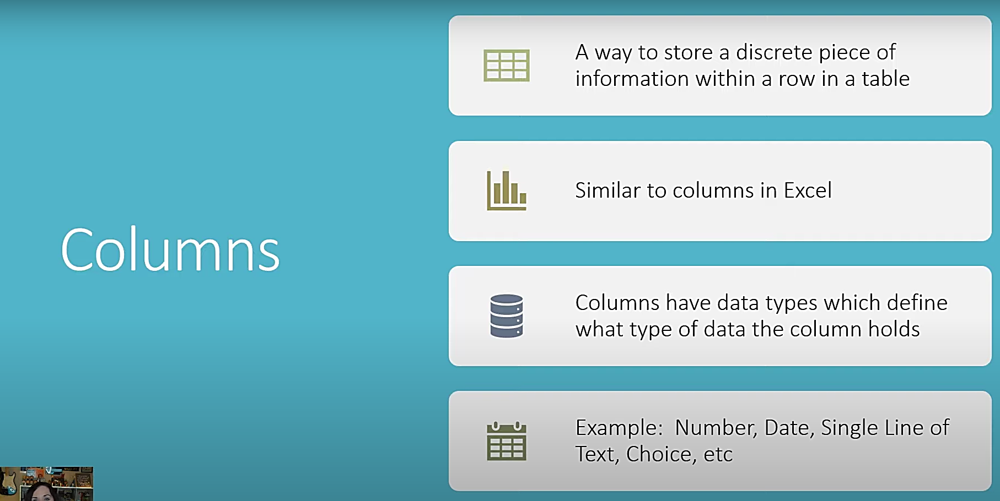 Columns
A way to store a discrete piece of
information within a row in a table
Similar to columns in Excel
Columns have data types which define
what type of data the column holds
Example:  Number, Date, Single Line of
Text, Choice, etc